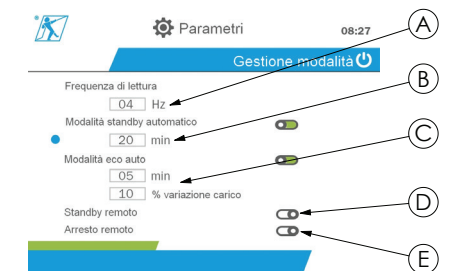 Parametri
08:27
A
Gestione modalità
Frequenza di lettura
04 Hz
B
Modalità standby automatico
20 min
C
Modalità eco auto
05 min
10 % variazione carico
Standby remoto
D
Arresto remoto
E